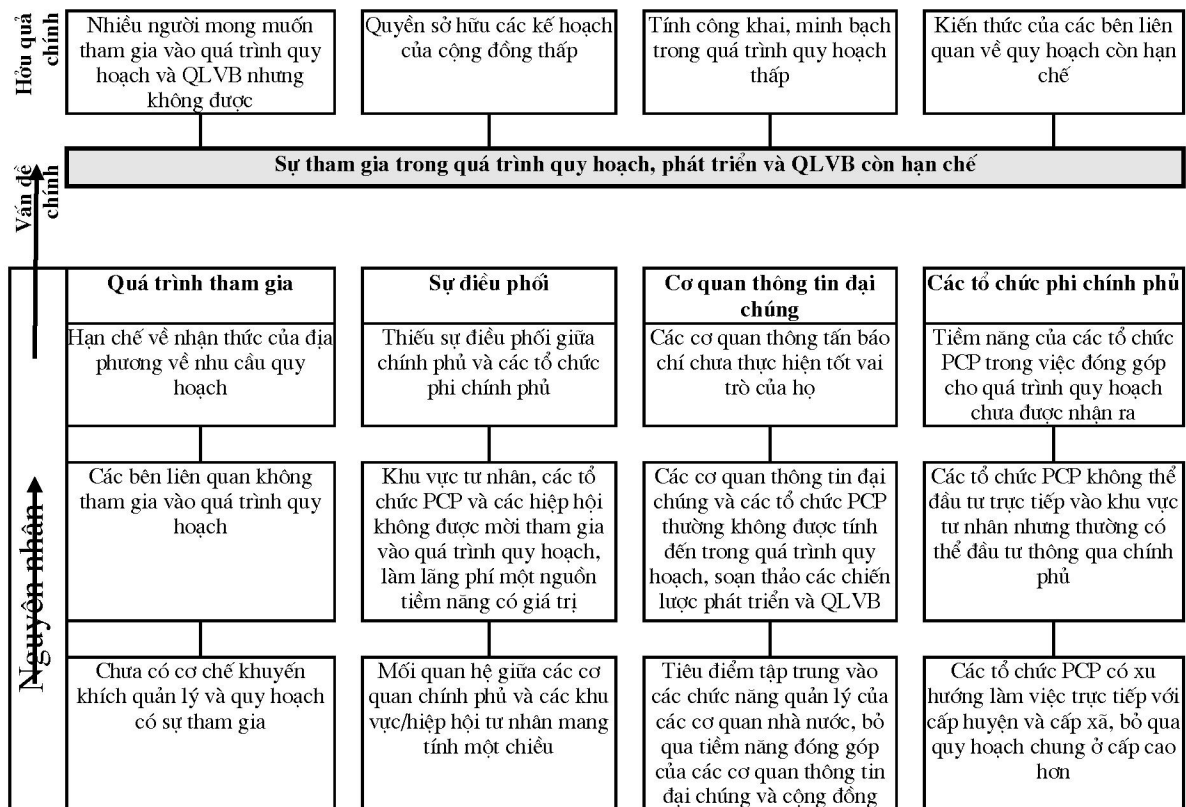 Hỏu quả
chính
Nhiều người mong muốn
tham gia vào quá trình quy
hoạch và QLVB nhưng
không được
Quyền sở hữu các kế hoạch
của cộng đồng thấp
Tính công khai, minh bạch
trong quá trình quy hoạch
thấp
Kiến thức của các bên liên
quan về quy hoạch còn hạn
chế
Vấn đề
chính
Sự tham gia trong quá trình quy hoạch, phát triển và QLVB còn hạn chế
Nguyên nhân
Quá trình tham gia
Hạn chế về nhận thức của địa
phương về nhu cầu quy
hoạch
Các bên liên quan không
tham gia vào quá trình quy
hoạch
Chưa có cơ chế khuyến
khích quản lý và quy hoạch
có sự tham gia
Sự điều phối
Thiếu sự điều phối giữa
chính phủ và các tổ chức
phi chính phủ
Khu vực tư nhân, các tổ
chức PCP và các hiệp hội
không được mời tham gia
vào quá trình quy hoạch,
làm lãng phí một nguồn
tiềm năng có giá trị
Mối quan hệ giữa các cơ
quan chính phủ và các khu
vực/hiệp hội tư nhân mang
tính một chiều
Cơ quan thông tin đại
chúng
Các cơ quan thông tấn báo
chí chưa thực hiện tốt vai
trò của họ
Các cơ quan thông tin đại
chúng và các tổ chức PCP
thường không được tính
đến trong quá trình quy
hoạch, soạn thảo các chiến
lược phát triển và QLVB
Tiêu điểm tập trung vào
các chức năng quản lý của
các cơ quan nhà nước, bỏ
qua tiềm năng đóng góp
của các cơ quan thông tin
đại chúng và cộng đồng
Các tổ chức phi chính phủ
Tiềm năng của các tổ chức
PCP trong việc đóng góp
cho quá trình quy hoạch
chưa được nhận ra
Các tổ chức PCP không thể
đầu tư trực tiếp vào khu vực
tư nhân nhưng thường có
thể đầu tư thông qua chính
phủ
Các tổ chức PCP có xu
hướng làm việc trực tiếp với
cấp huyện và cấp xã, bỏ qua
quy hoạch chung ở cấp cao
hơn